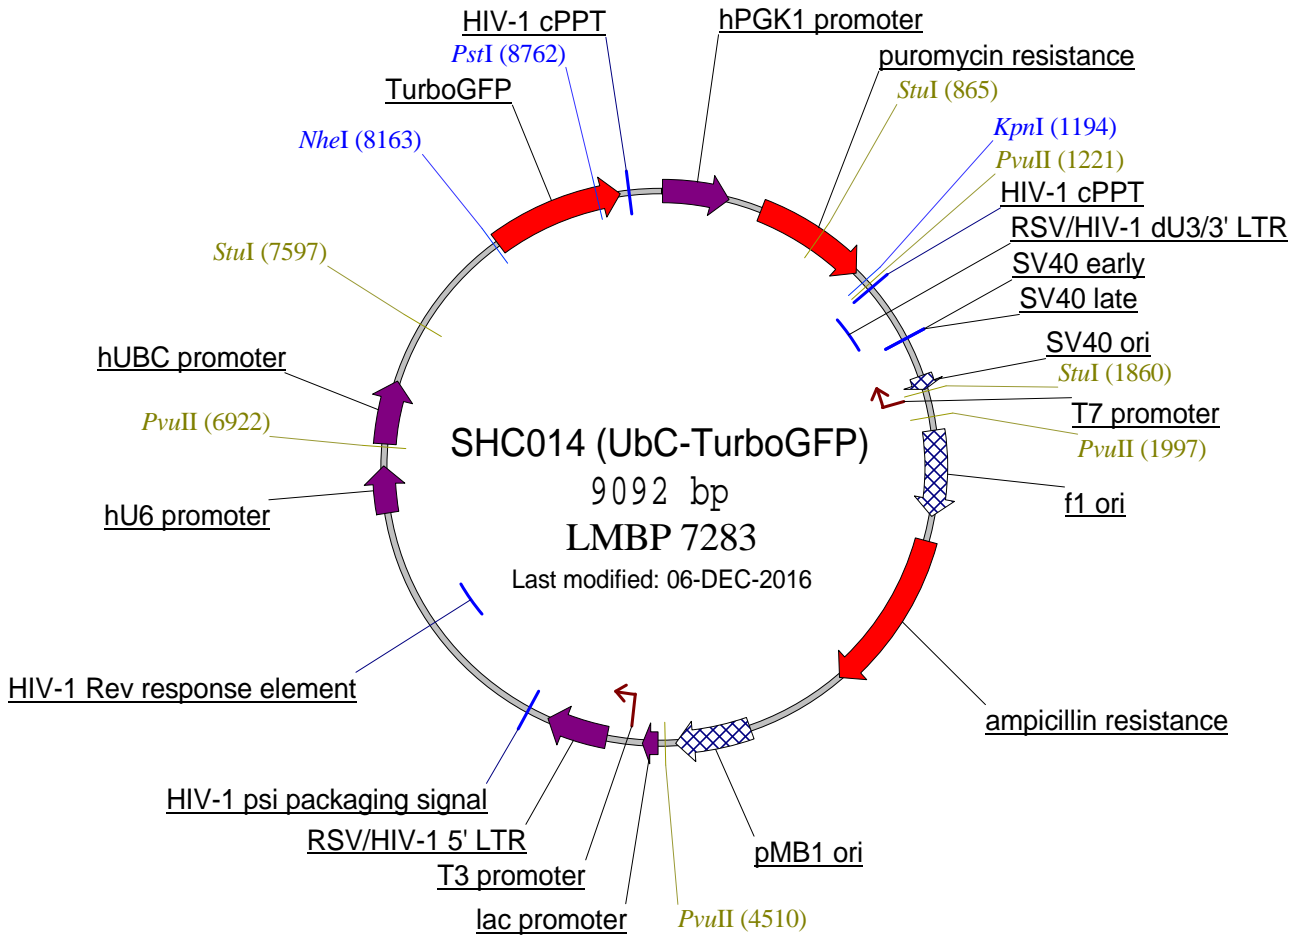 HIV-1 cPPT
hPGK1 promoter
PstI (8762)
puromycin resistance
TurboGFP
StuI (865)
NheI (8163)
KpnI (1194)
PvuII (1221)
HIV-1 cPPT
RSV/HIV-1 dU3/3' LTR
StuI (7597)
SV40 early
SV40 late
hUBC promoter
SV40 ori
StuI (1860)
PvuII (6922)
T7 promoter
SHC014 (UbC-TurboGFP)
PvuII (1997)
9092 bp
hU6 promoter
f1 ori
LMBP 7283
Last modified: 06-DEC-2016
HIV-1 Rev response element
ampicillin resistance
HIV-1 psi packaging signal
RSV/HIV-1 5' LTR
pMB1 ori
T3 promoter
lac promoter
PvuII (4510)